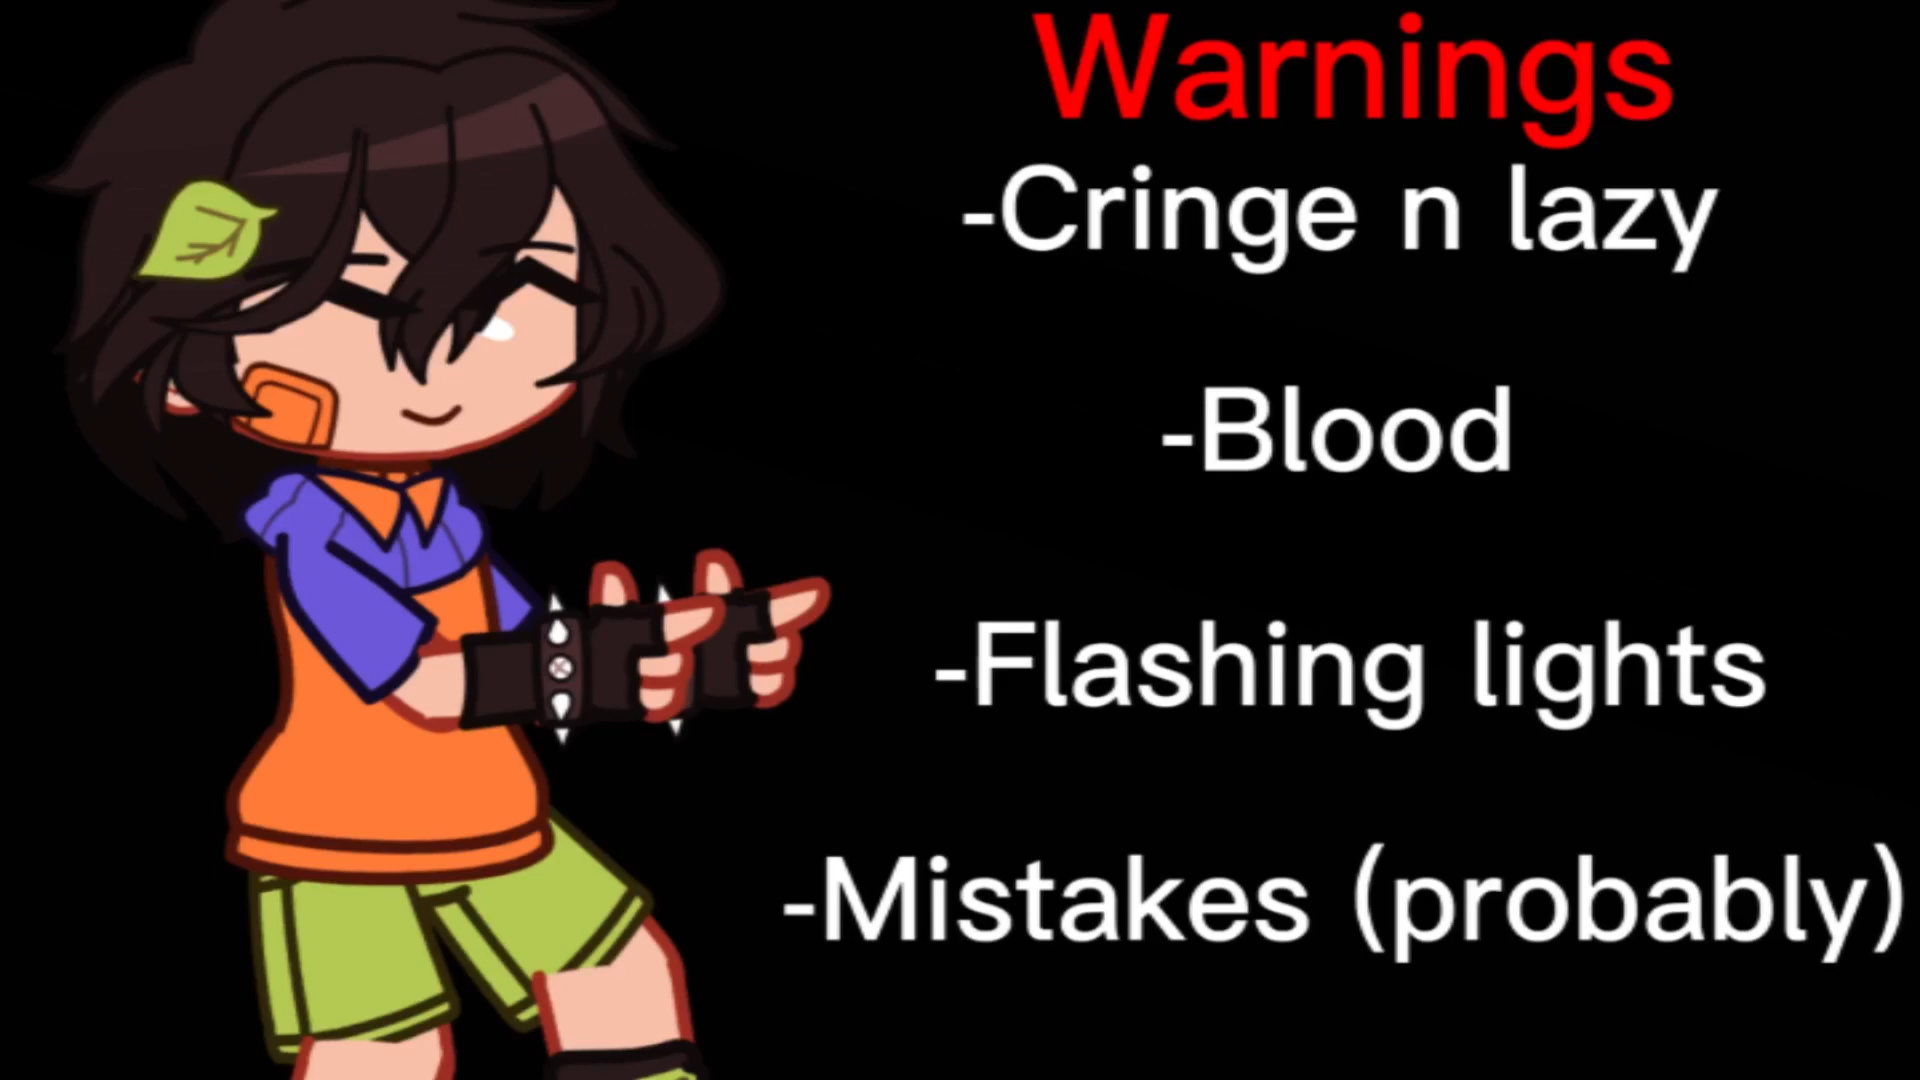 Warnings
-Cringe n lazy
-Blood
-Flashing lights
-Mistakes (probably)